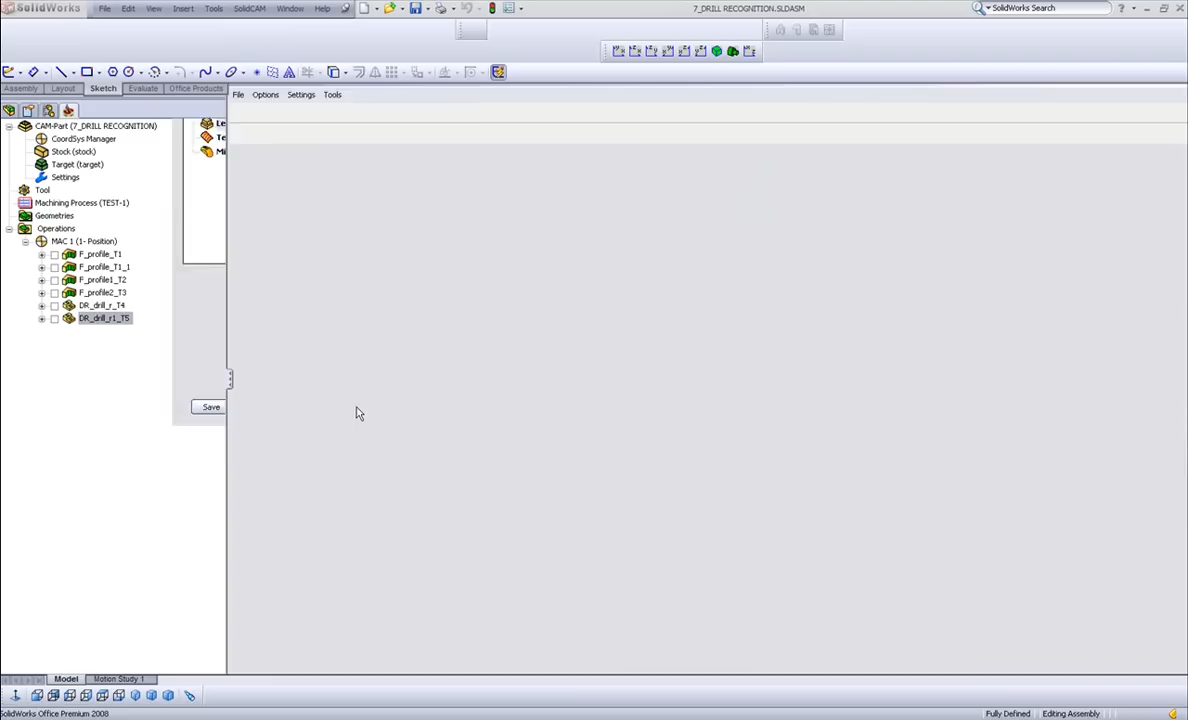 SolidWorks File Edit View Insert Tools SolidCAM Window Help 7_DRILL RECOGNITION.SLDASM SolidWorks Search ?
Assembly Layout Sketch Evaluate Office Products
File Options Settings Tools
CAM-Part (7_DRILL RECOGNITION)
CoordSys Manager
Stock (stock)
Target (target)
Settings
Tool
Machining Process (TEST-1)
Geometries
Operations
MAC 1 (1- Position)
F_profile_T1
F_profile_T1_1
F_profile1_T2
F_profile2_T3
DR_drill_r_T4
DR_drill_r1_T5
Le
Te
Mi
Save
Model Motion Study 1
SolidWorks Office Premium 2008 Fully Defined Editing Assembly